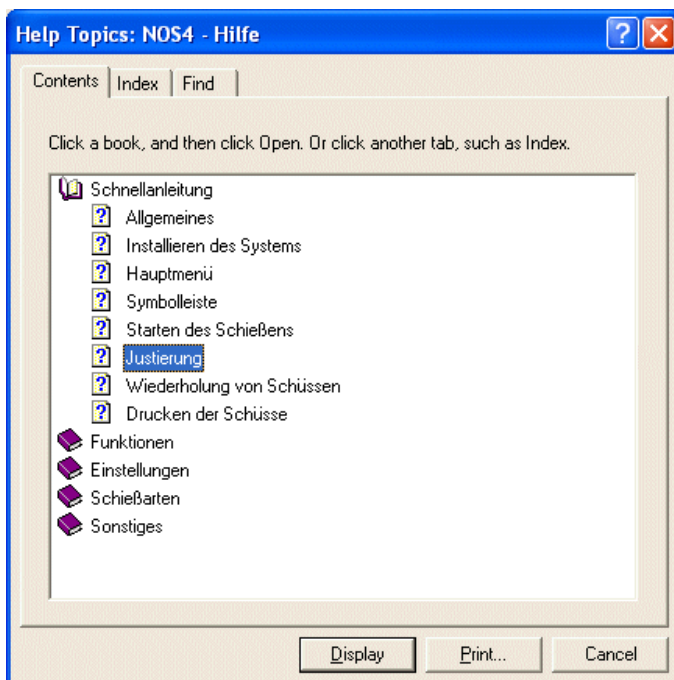 Help Topics: NOS4 - Hilfe
Contents Index Find
Click a book, and then click Open. Or click another tab, such as Index.
Schnellanleitung
Allgemeines
Installieren des Systems
Hauptmenü
Symbolleiste
Starten des Schießens
Justierung
Wiederholung von Schüssen
Drucken der Schüsse
Funktionen
Einstellungen
Schießarten
Sonstiges
Display Print... Cancel